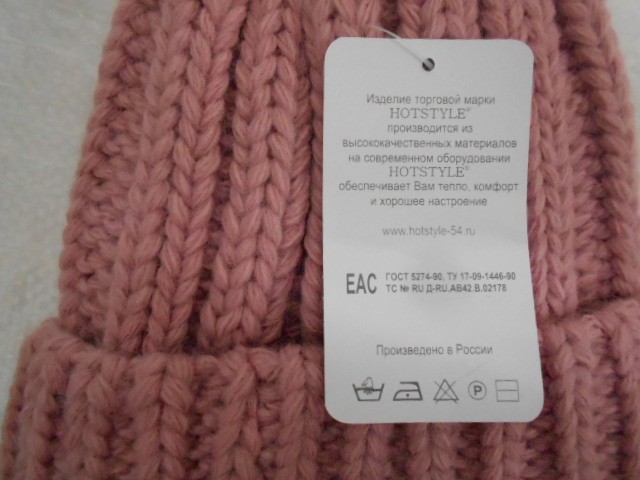 Изделие торговой марки
HOTSTYLE®
производится из
высококачественных материалов
на современном оборудовании
HOTSTYLE®
обеспечивает Вам тепло, комфорт
и хорошее настроение
www.hotstyle-54.ru
EAC ГОСТ 5274-90, ТУ 17-09-1446-90
ТС № RU Д-RU.АВ42.В.02178
Произведено в России
P